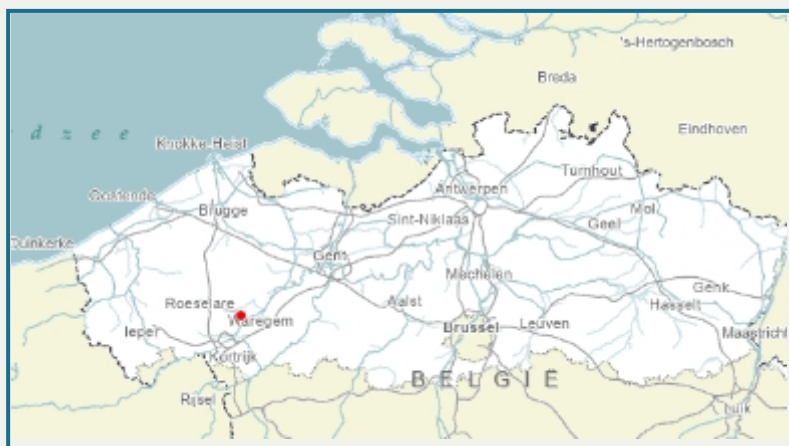 's-Hertogenbosch
Breda
Eindhoven
d z e e
Knokke-Heist
Turnhout
Antwerpen
Oostende
Brugge
Sint-Niklaas
Mol
Geel
Duinkerke
Gent
Mechelen
Genk
Roeselare
Aalst
Hasselt
Waregem
Ieper
Brussel
Leuven
Maastricht
Kortrijk
BELGIË
Rijsel
Luik